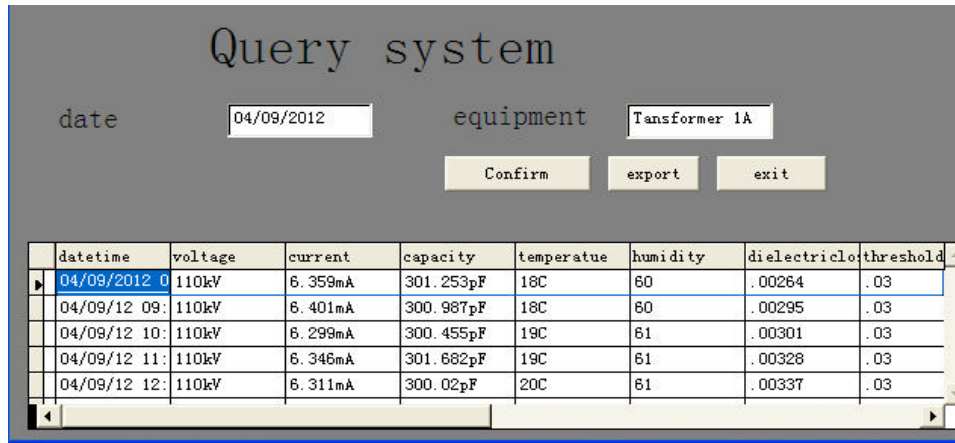 Query system
date 04/09/2012 equipment Tansformer 1A
Confirm export exit
datetime voltage current capacity temperatue humidity dielectriclo: threshold
04/09/2012 0 110kV 6.359mA 301.253pF 18C 60 .00264 .03
04/09/12 09: 110kV 6.401mA 300.987pF 18C 60 .00295 .03
04/09/12 10: 110kV 6.299mA 300.455pF 19C 61 .00301 .03
04/09/12 11: 110kV 6.346mA 301.682pF 19C 61 .00328 .03
04/09/12 12: 110kV 6.311mA 300.02pF 20C 61 .00337 .03